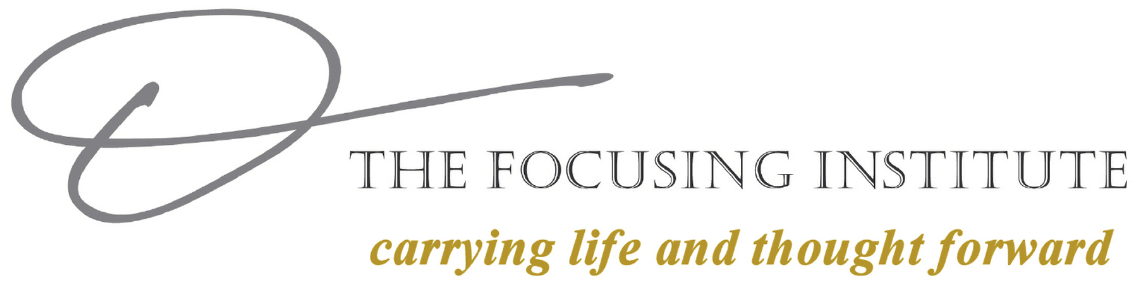 THE FOCUSING INSTITUTE
carrying life and thought forward